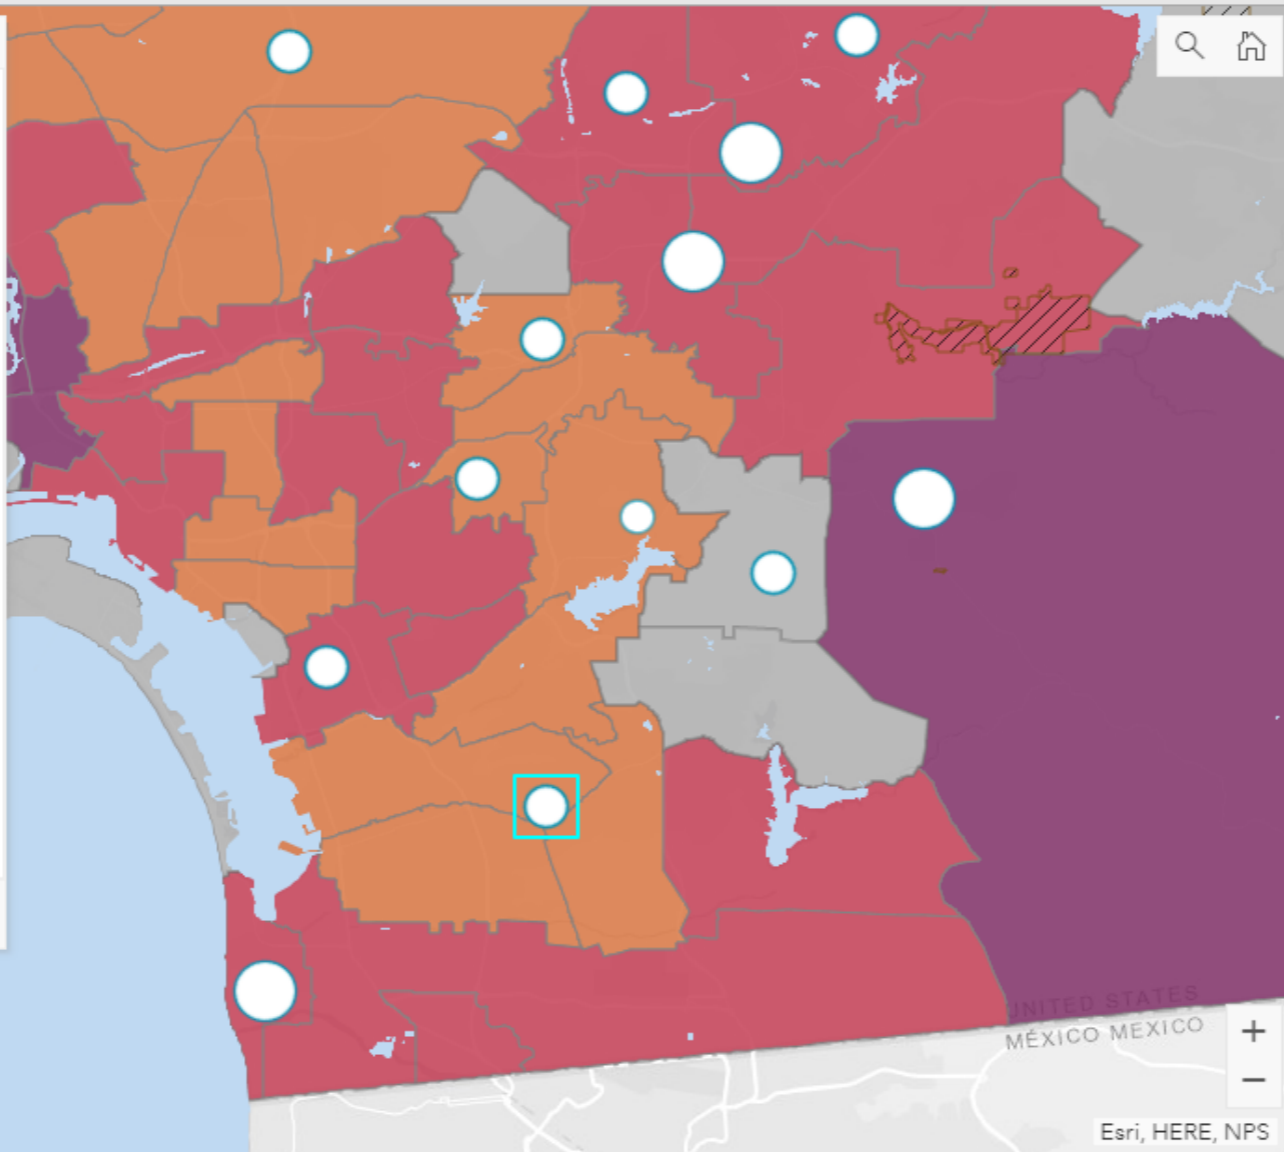 UNITED STATES
MÉXICO MEXICO
+
−
Esri, HERE, NPS